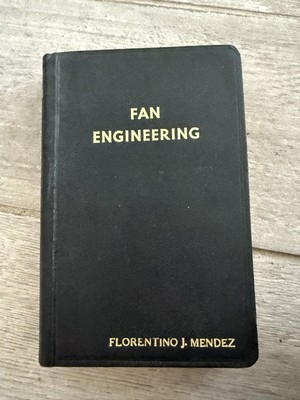 FAN
ENGINEERING
FLORENTINO J. MENDEZ